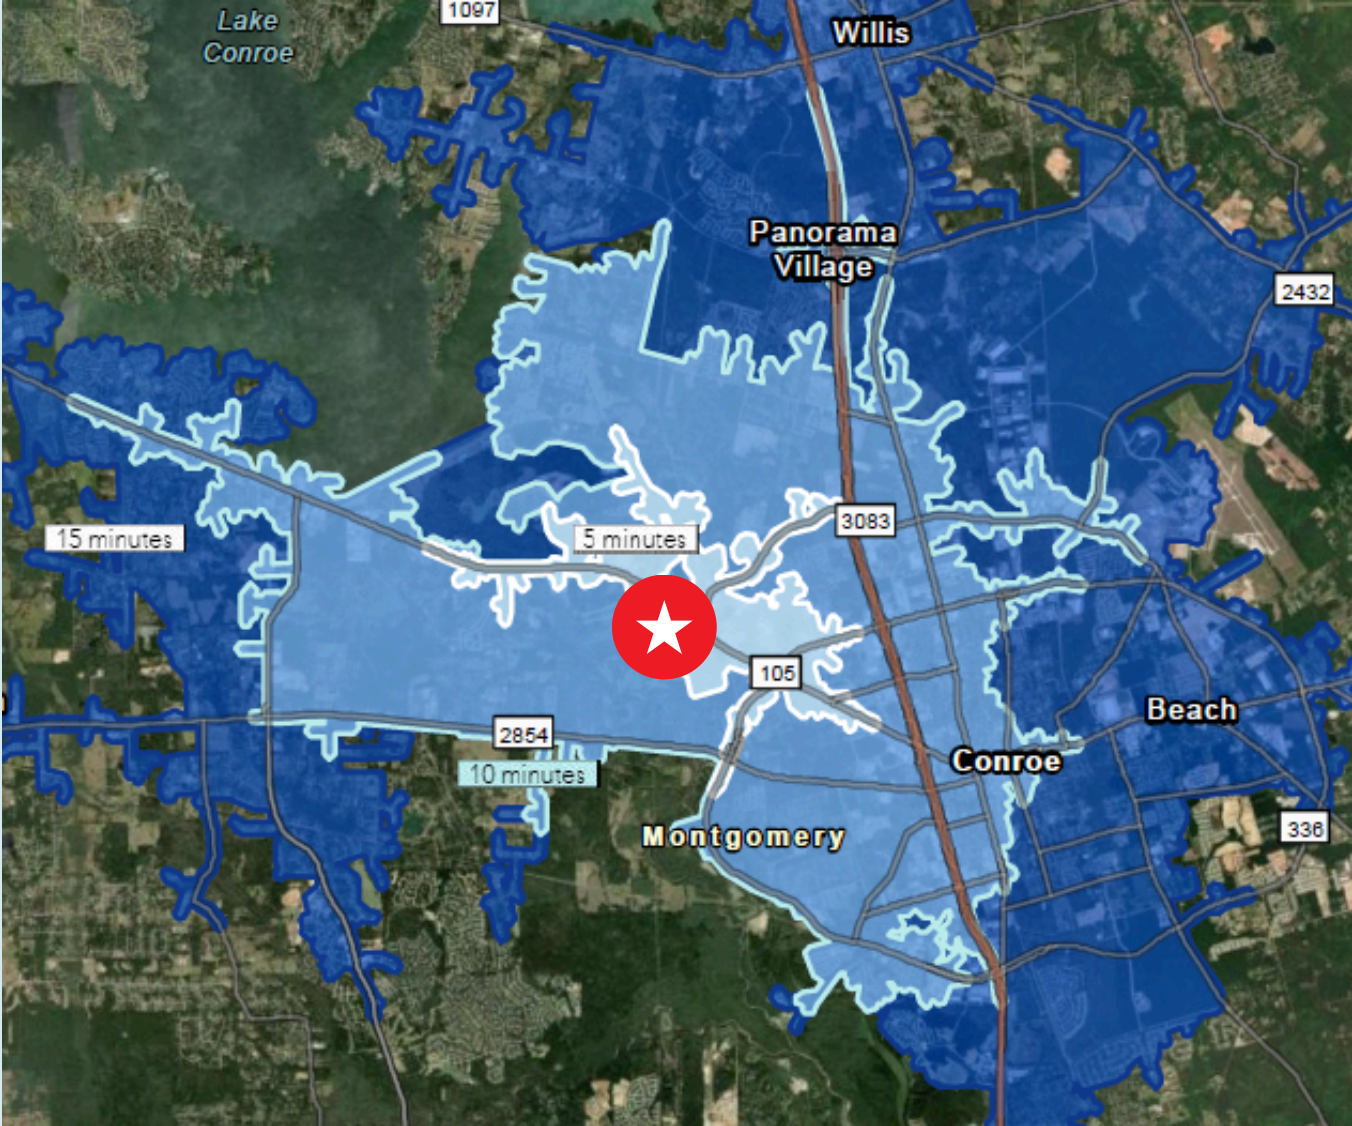 1097
Lake
Conroe
Willis
Panorama
Village
2432
3083
15 minutes
5 minutes
105
Beach
2854
10 minutes
Conroe
Montgomery
336